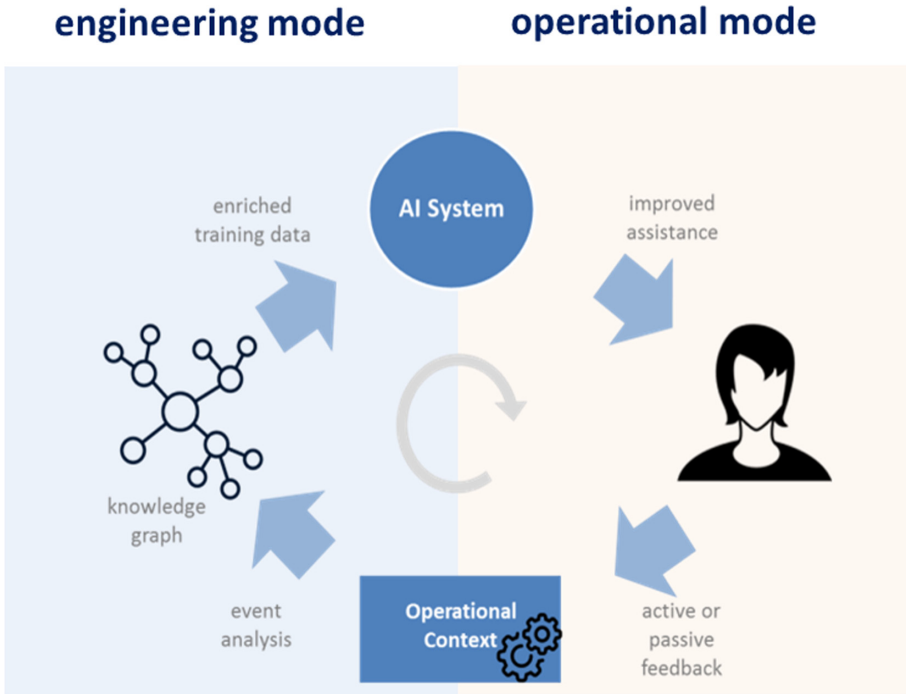 engineering mode
operational mode
AI System
enriched
training data
improved
assistance
knowledge
graph
event
analysis
Operational
Context
active or
passive
feedback